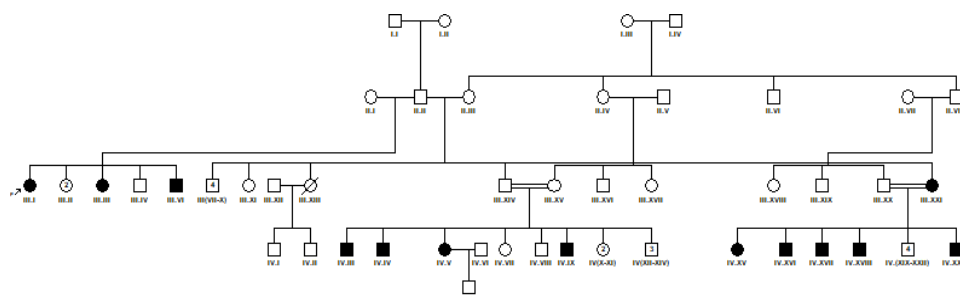 I.I I.II I.III I.IV
II.I II.II II.III II.IV II.V II.VI II.VII
P 2 4
III.I III.II III.III III.IV III.VI III(VII-X) III.XI III.XII III.XIII III.XIV III.XV III.XVI III.XVII III.XVIII III.XIX III.XX III.XXI
2 3 4
IV.I IV.II IV.III IV.IV IV.V IV.VI IV.VII IV.VIII IV.IX IV(X-XI) IV(XII-XIV) IV.XV IV.XVI IV.XVII IV.XVIII IV.(XIX-XXII)